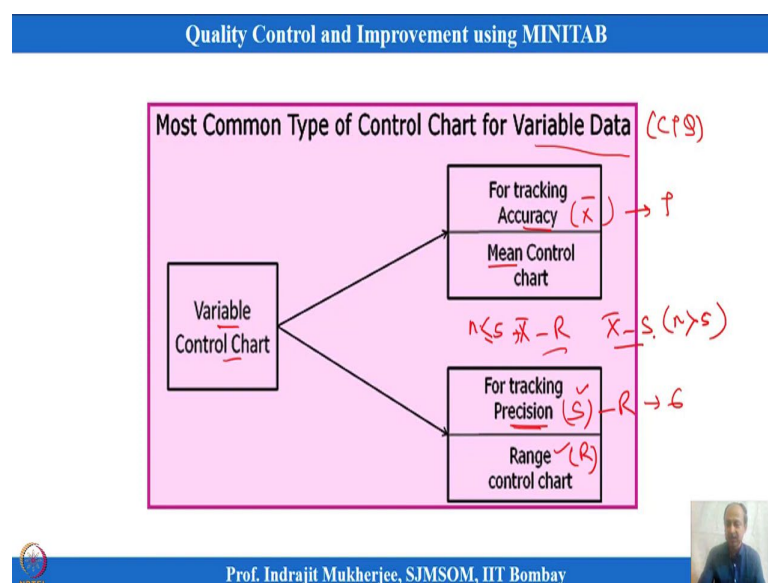 Quality Control and Improvement using MINITAB
Most Common Type of Control Chart for Variable Data (CTQ)
For tracking
Accuracy (x̄) →
Mean Control
chart
Variable
Control Chart
n≤5 → x̄ – R x̄ – S. (n>5)
For tracking
Precision (S) – R → σ
Range (R)
control chart
Prof. Indrajit Mukherjee, SJMSOM, IIT Bombay